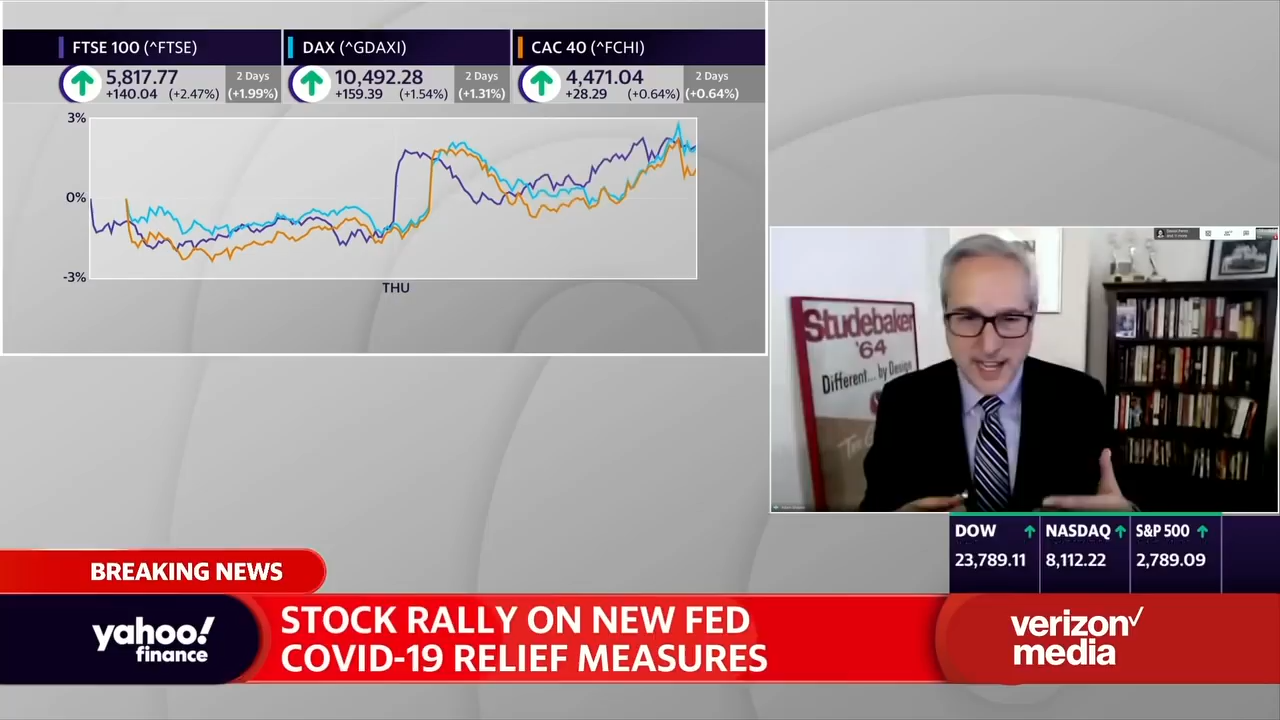 FTSE 100 (^FTSE)
5,817.77
+140.04 (+2.47%)
2 Days
(+1.99%)
DAX (^GDAXI)
10,492.28
+159.39 (+1.54%)
2 Days
(+1.31%)
CAC 40 (^FCHI)
4,471.04
+28.29 (+0.64%)
2 Days
(+0.64%)
3%
0%
-3%
THU
Studebaker
'64
Different... by Design
DOW
23,789.11
NASDAQ
8,112.22
S&P 500
2,789.09
BREAKING NEWS
yahoo!
finance
STOCK RALLY ON NEW FED
COVID-19 RELIEF MEASURES
verizon
media